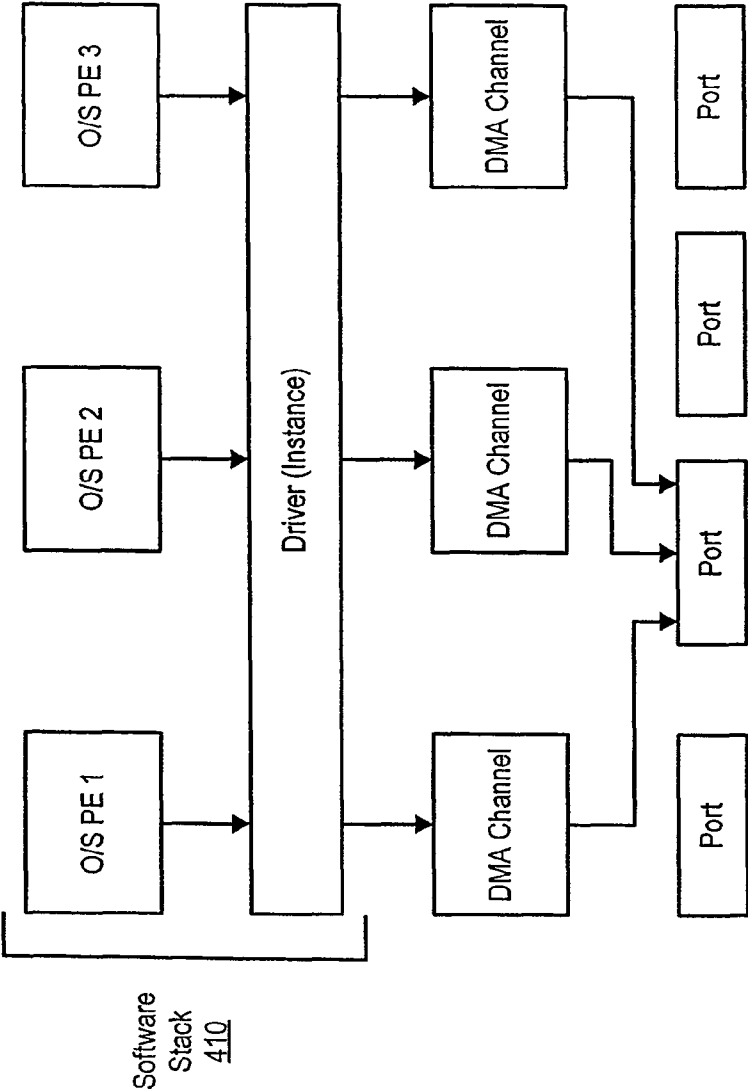 Software
Stack
410
O/S PE 1
O/S PE 2
O/S PE 3
Driver (Instance)
DMA Channel
DMA Channel
DMA Channel
Port
Port
Port
Port